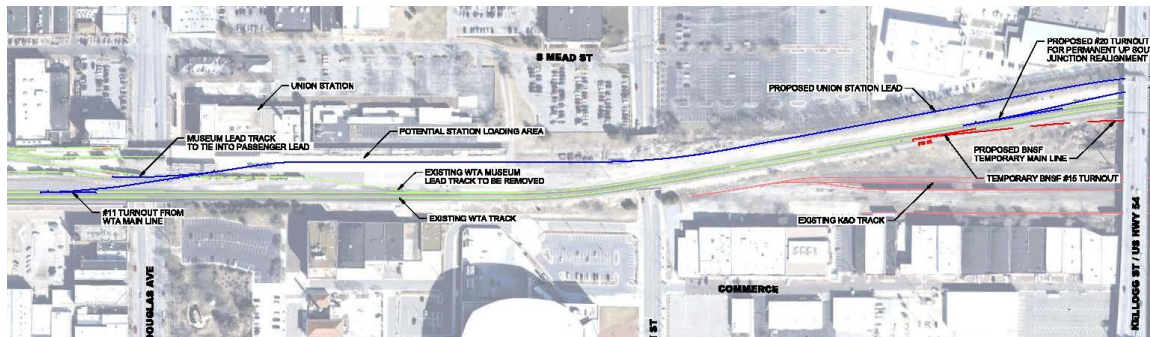 S MEAD ST
PROPOSED #20 TURNOUT
FOR PERMANENT UP SOU
JUNCTION REALIGNMENT
UNION STATION
PROPOSED UNION STATION LEAD
MUSEUM LEAD TRACK
TO TIE INTO PASSENGER LEAD
POTENTIAL STATION LOADING AREA
PROPOSED BNSF
TEMPORARY MAIN LINE
EXISTING WTA MUSEUM
LEAD TRACK TO BE REMOVED
TEMPORARY BNSF #15 TURNOUT
#11 TURNOUT FROM
WTA MAIN LINE
EXISTING WTA TRACK
EXISTING K&O TRACK
COMMERCE
DOUGLAS AVE
ST
KELLOGG ST / US HWY 54